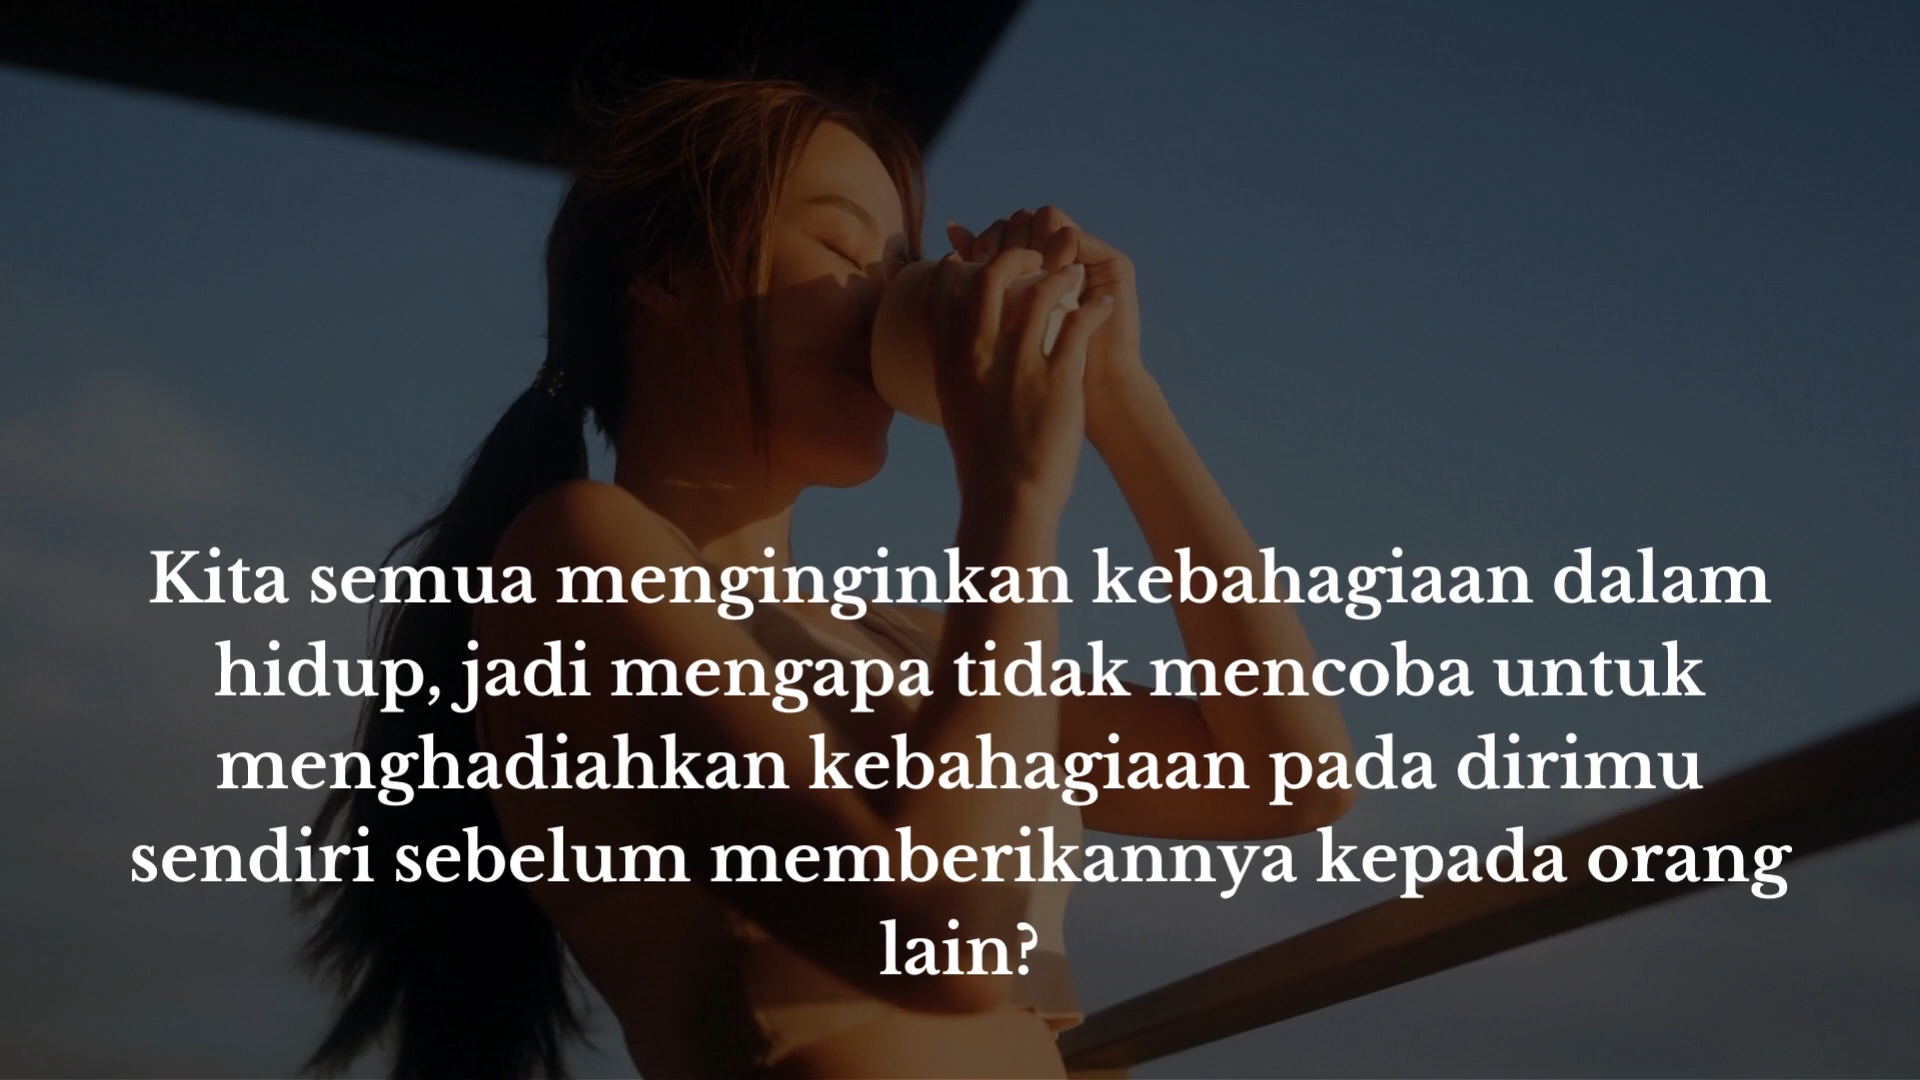 Kita semua menginginkan kebahagiaan dalam
hidup, jadi mengapa tidak mencoba untuk
menghadiahkan kebahagiaan pada dirimu
sendiri sebelum memberikannya kepada orang
lain?